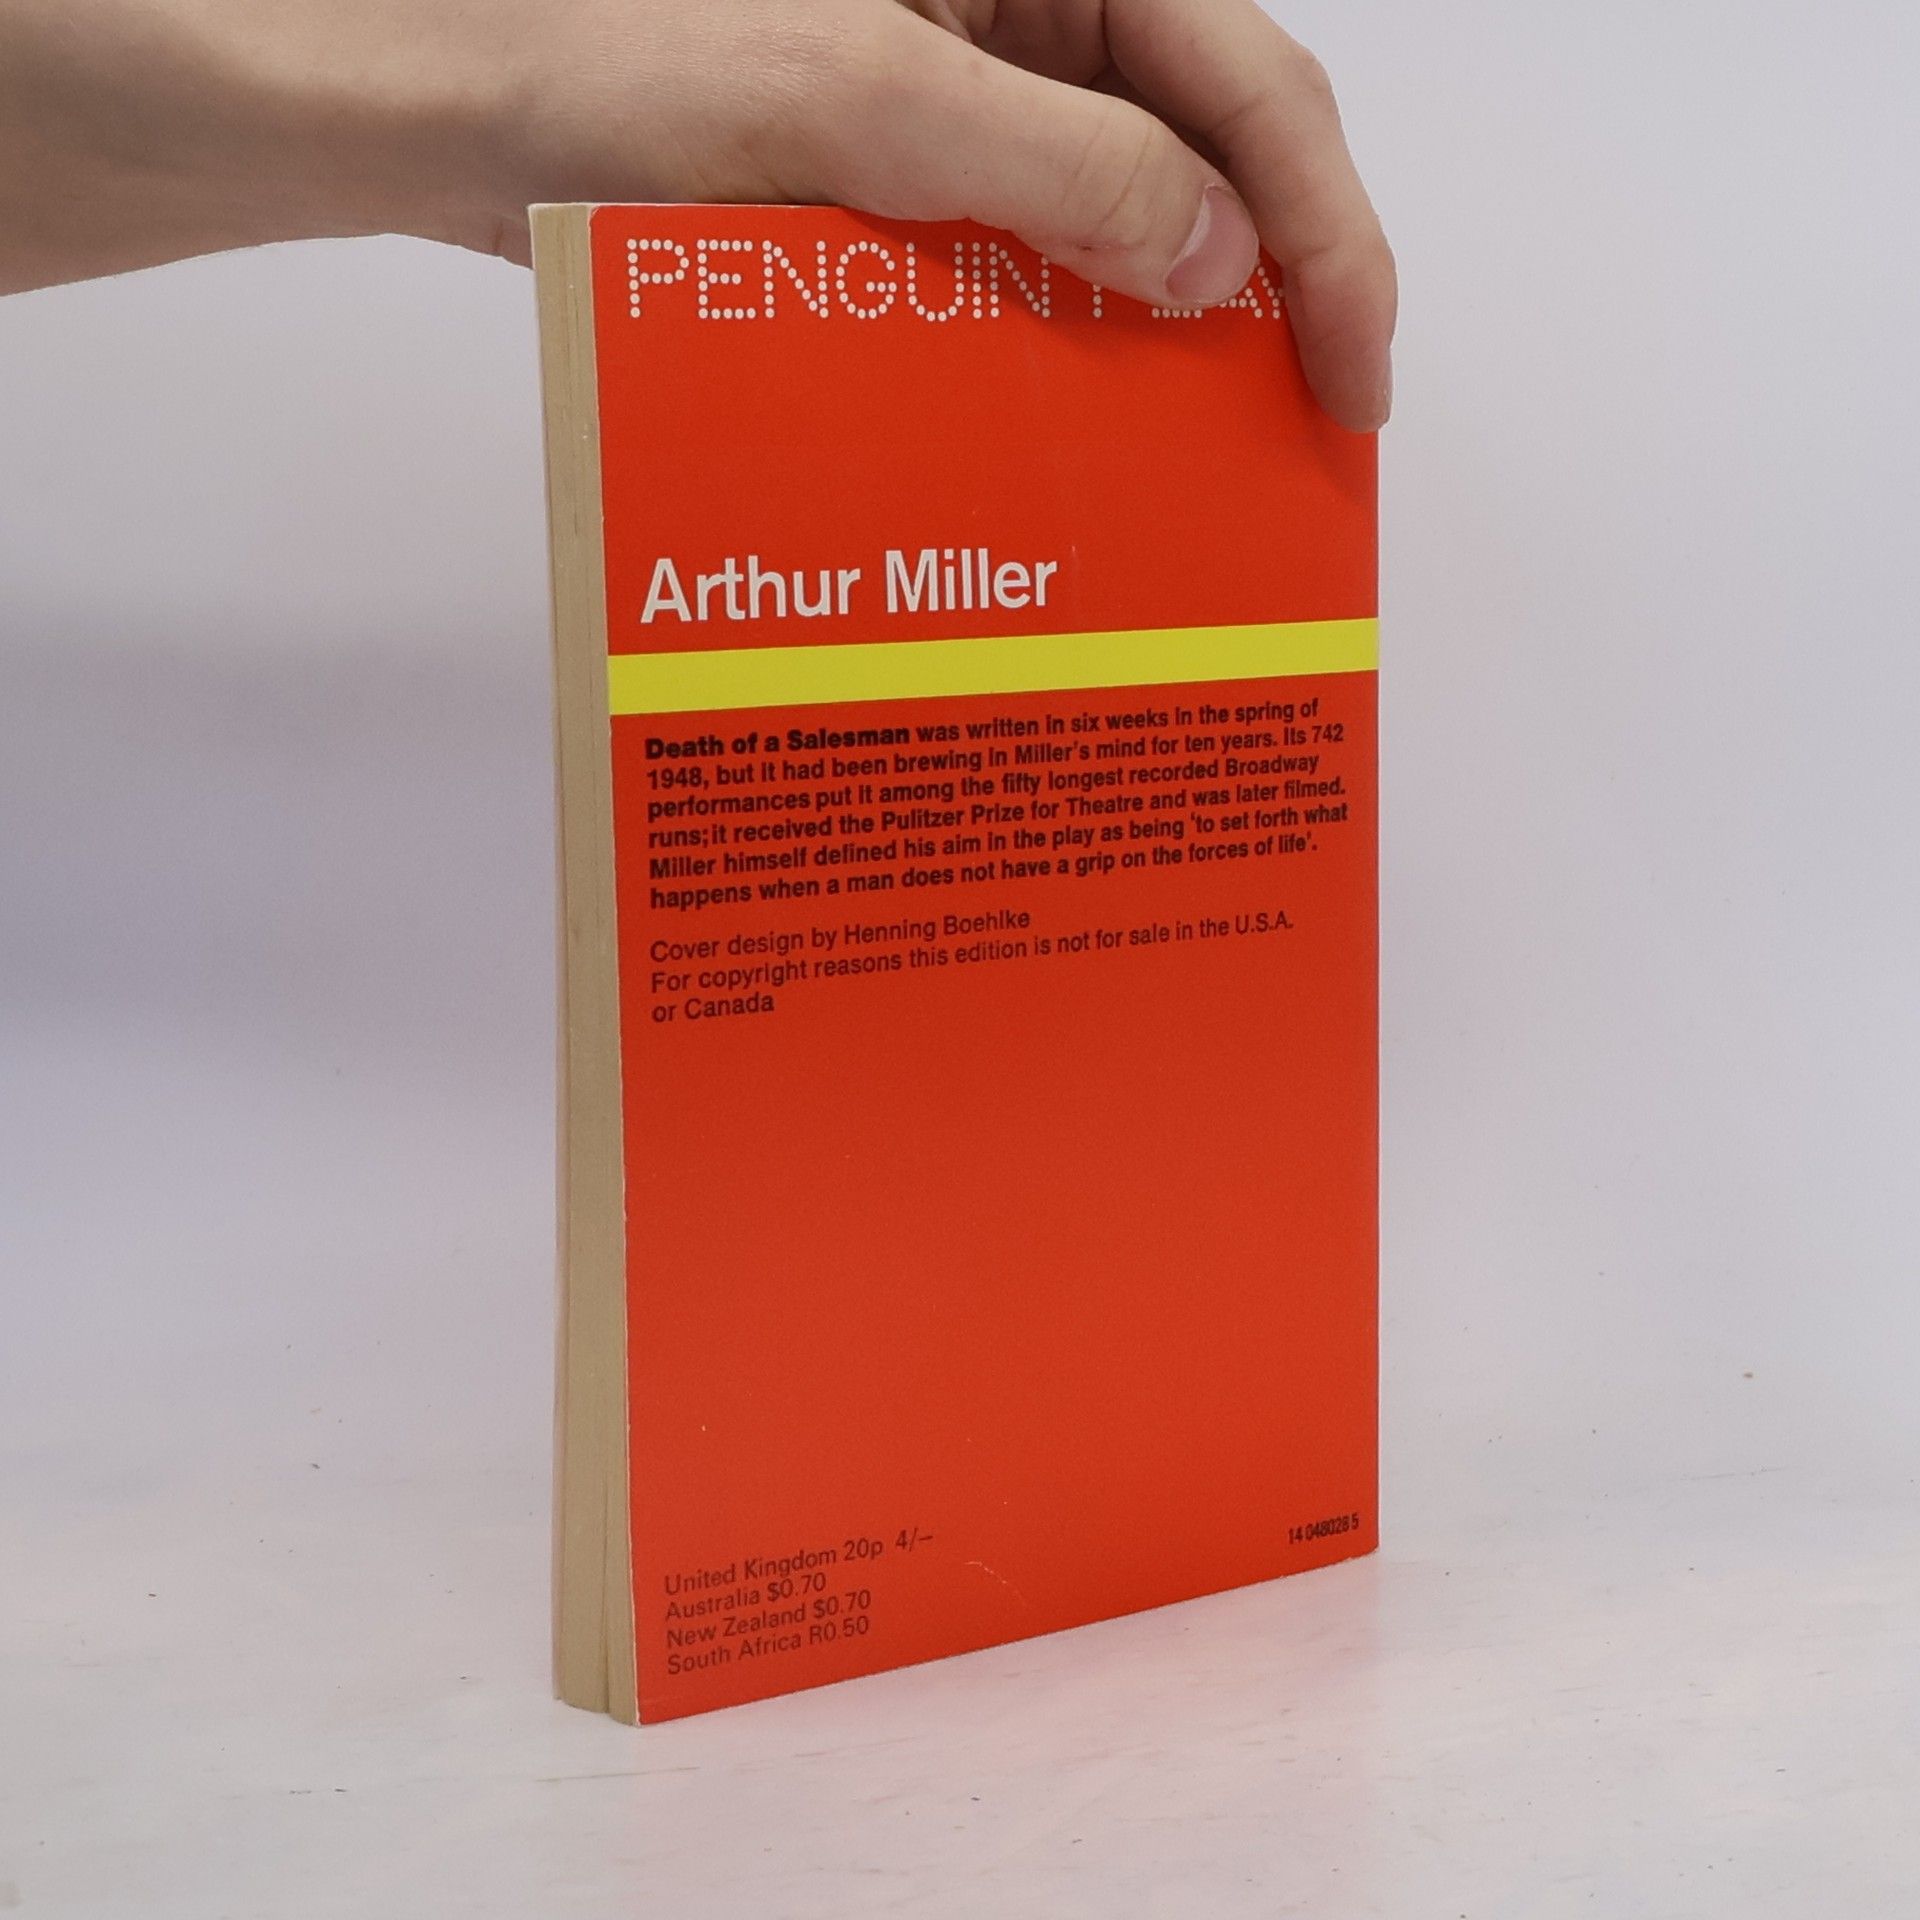 PENGUIN
Arthur Miller
Death of a Salesman was written in six weeks in the spring of
1948, but it had been brewing in Miller's mind for ten years. Its 742
performances put it among the fifty longest recorded Broadway
runs; it received the Pulitzer Prize for Theatre and was later filmed.
Miller himself defined his aim in the play as being 'to set forth what
happens when a man does not have a grip on the forces of life'.
Cover design by Henning Boehlke
For copyright reasons this edition is not for sale in the U.S.A.
or Canada
United Kingdom 20p 4/–
Australia $0.70
New Zealand $0.70
South Africa R0.50
14 048028 5